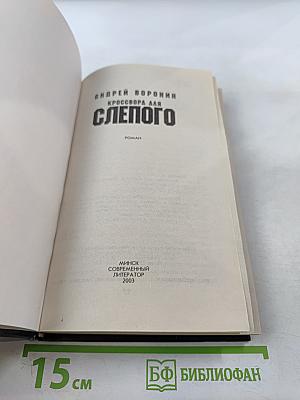 АНДРЕЙ ВОРОНИН
КРОССВОРД ДЛЯ
СЛЕПОГО
РОМАН
МИНСК
СОВРЕМЕННЫЙ
ЛИТЕРАТОР
2003
15 см
БФ БИБЛИОФАН